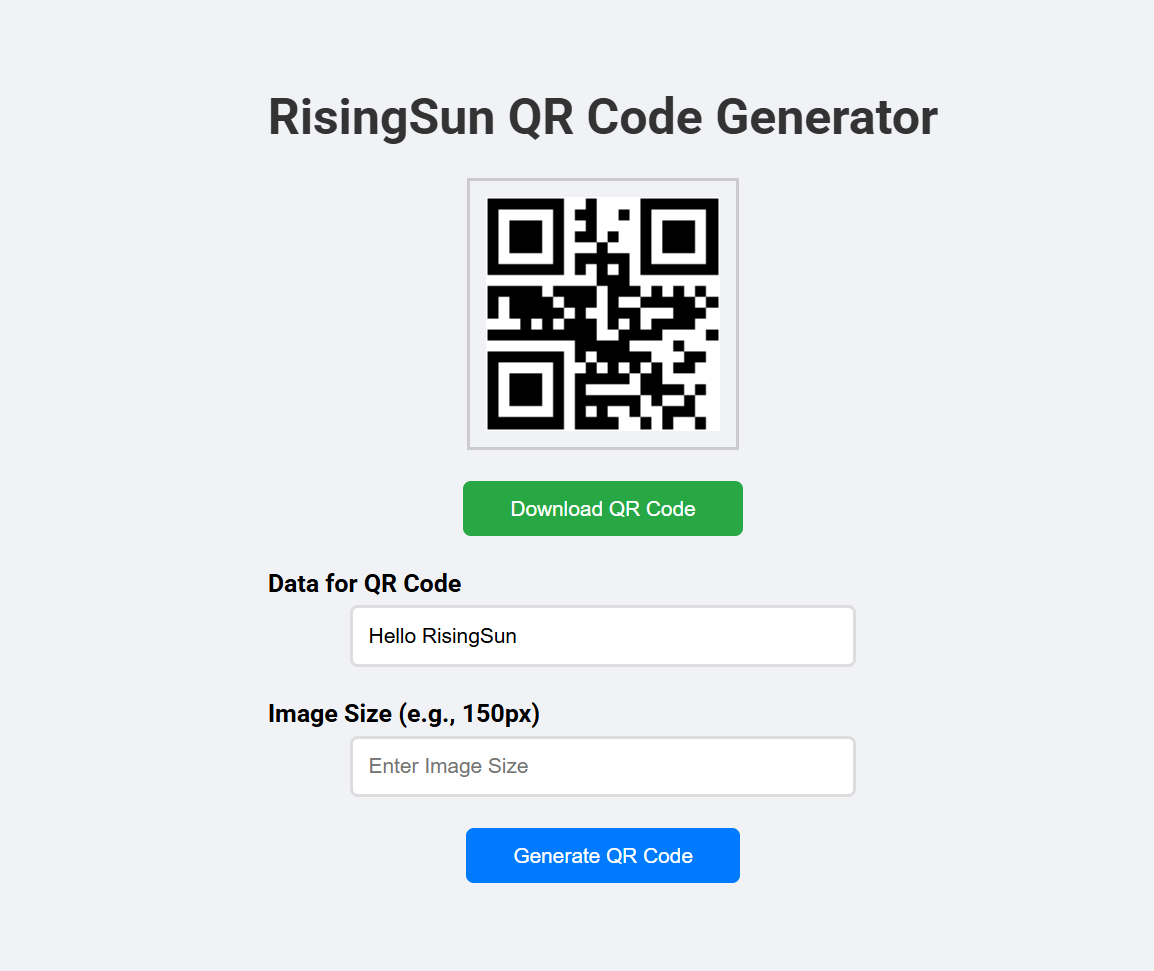 RisingSun QR Code Generator
Download QR Code
Data for QR Code
Hello RisingSun
Image Size (e.g., 150px)
Enter Image Size
Generate QR Code